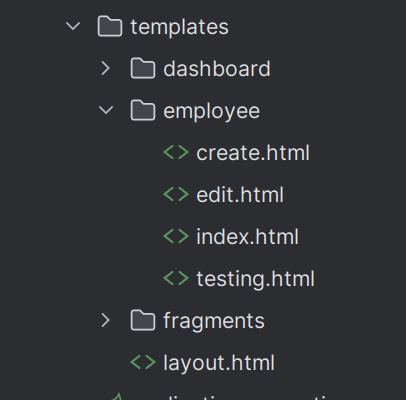 templates
dashboard
employee
create.html
edit.html
index.html
testing.html
fragments
layout.html